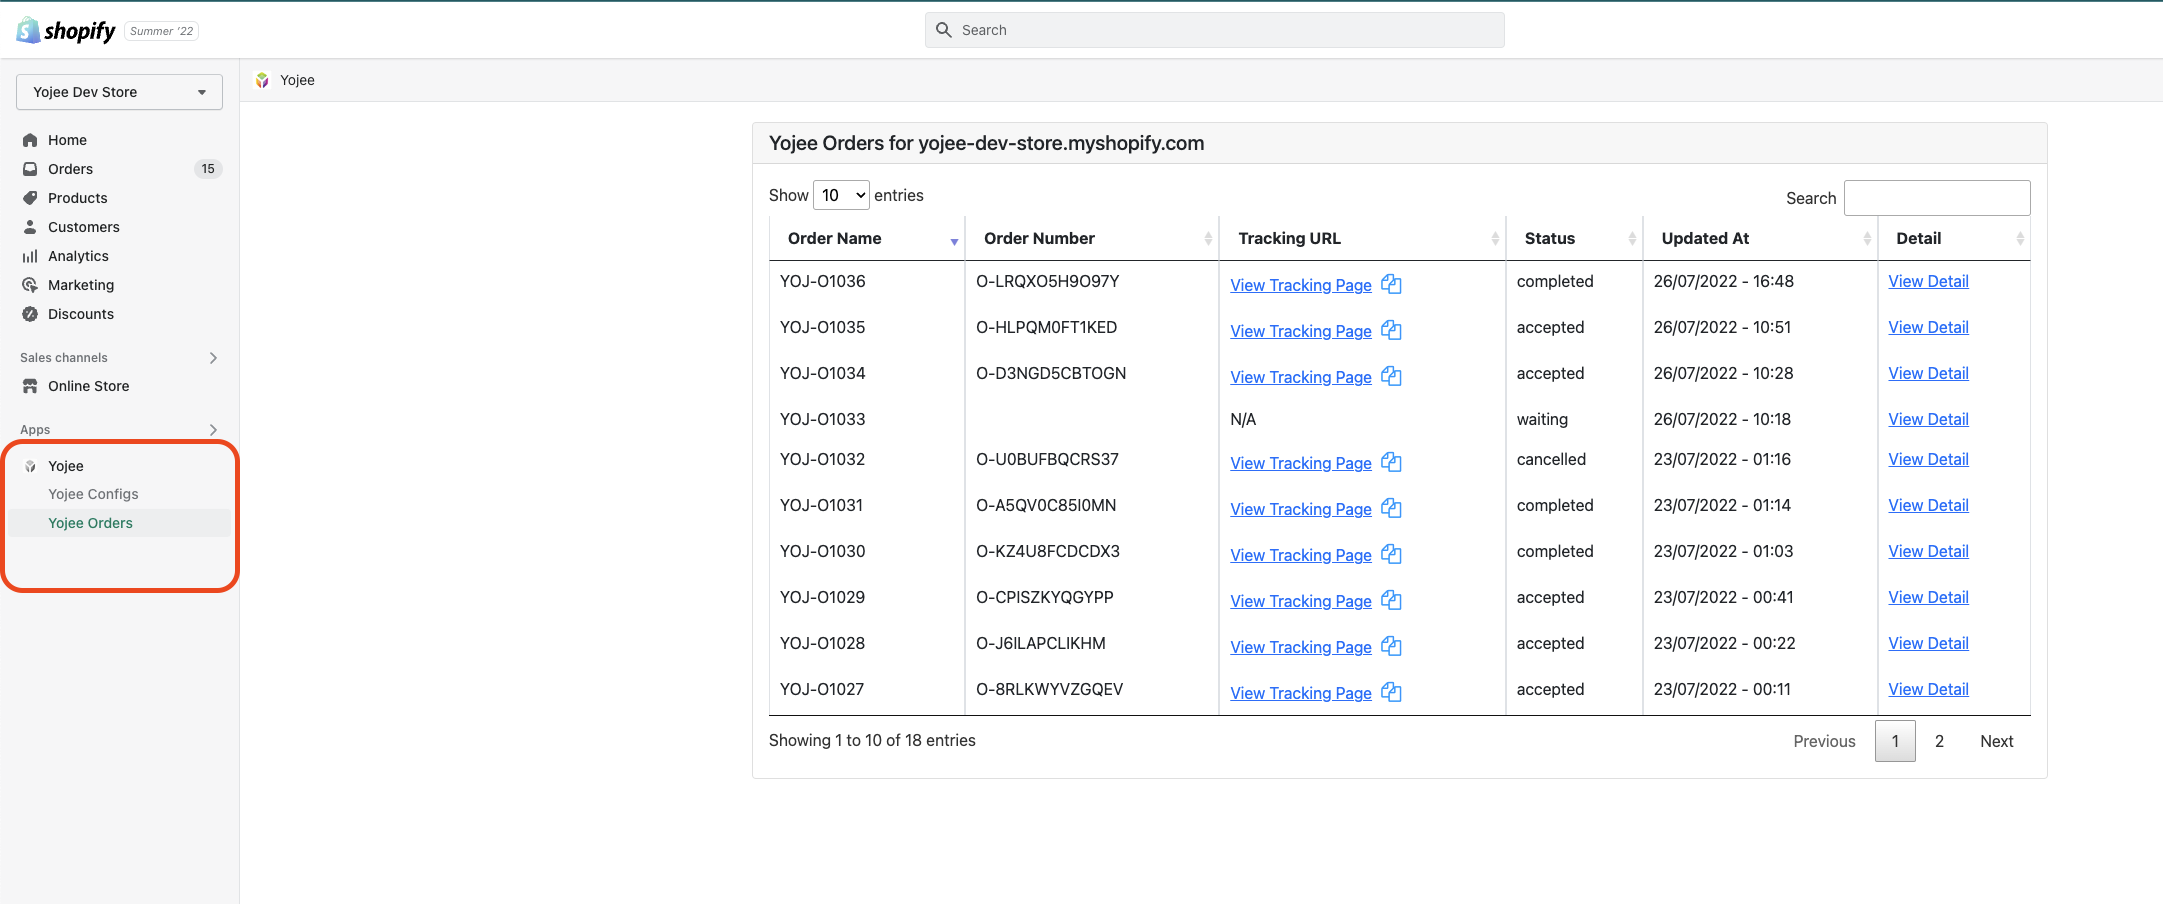 shopify Summer '22
Search
Yojee Dev Store
Home
Orders 15
Products
Customers
Analytics
Marketing
Discounts
Sales channels
Online Store
Apps
Yojee
Yojee Configs
Yojee Orders
Yojee
Yojee Orders for yojee-dev-store.myshopify.com
Show 10 entries Search
Order Name Order Number Tracking URL Status Updated At Detail
YOJ-O1036 O-LRQXO5H9O97Y View Tracking Page completed 26/07/2022 - 16:48 View Detail
YOJ-O1035 O-HLPQM0FT1KED View Tracking Page accepted 26/07/2022 - 10:51 View Detail
YOJ-O1034 O-D3NGD5CBTOGN View Tracking Page accepted 26/07/2022 - 10:28 View Detail
YOJ-O1033 N/A waiting 26/07/2022 - 10:18 View Detail
YOJ-O1032 O-U0BUFBQCRS37 View Tracking Page cancelled 23/07/2022 - 01:16 View Detail
YOJ-O1031 O-A5QV0C85I0MN View Tracking Page completed 23/07/2022 - 01:14 View Detail
YOJ-O1030 O-KZ4U8FCDCDX3 View Tracking Page completed 23/07/2022 - 01:03 View Detail
YOJ-O1029 O-CPISZKYQGYPP View Tracking Page accepted 23/07/2022 - 00:41 View Detail
YOJ-O1028 O-J6ILAPCLIKHM View Tracking Page accepted 23/07/2022 - 00:22 View Detail
YOJ-O1027 O-8RLKWYVZGQEV View Tracking Page accepted 23/07/2022 - 00:11 View Detail
Showing 1 to 10 of 18 entries Previous 1 2 Next